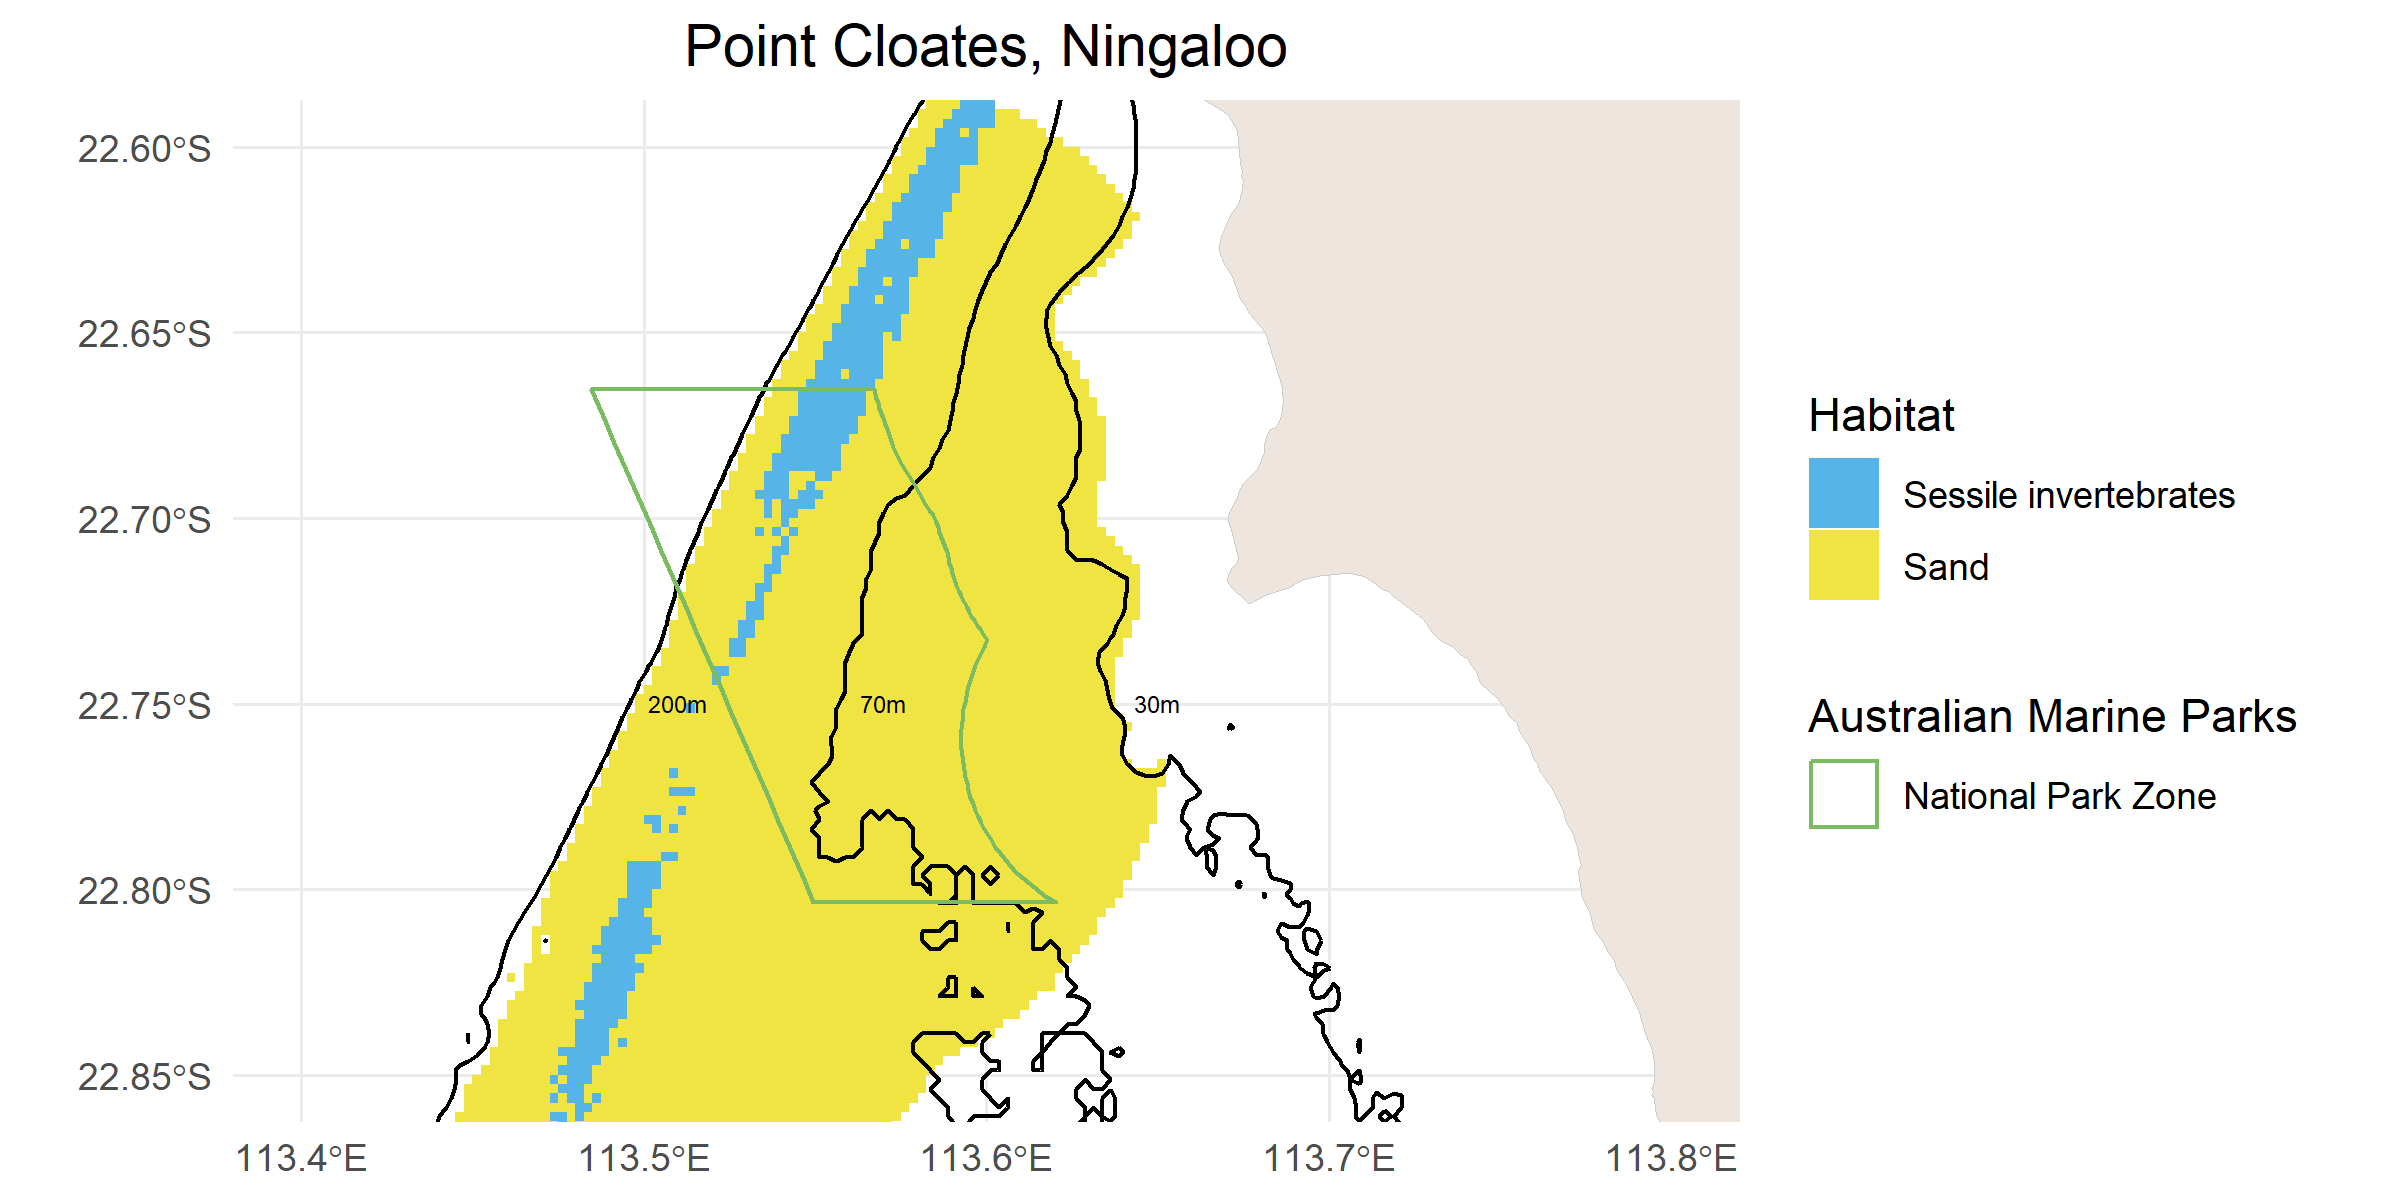 Point Cloates, Ningaloo
22.60°S
22.65°S
22.70°S
22.75°S
22.80°S
22.85°S
200m
70m
30m
113.4°E
113.5°E
113.6°E
113.7°E
113.8°E
Habitat
Sessile invertebrates
Sand
Australian Marine Parks
National Park Zone